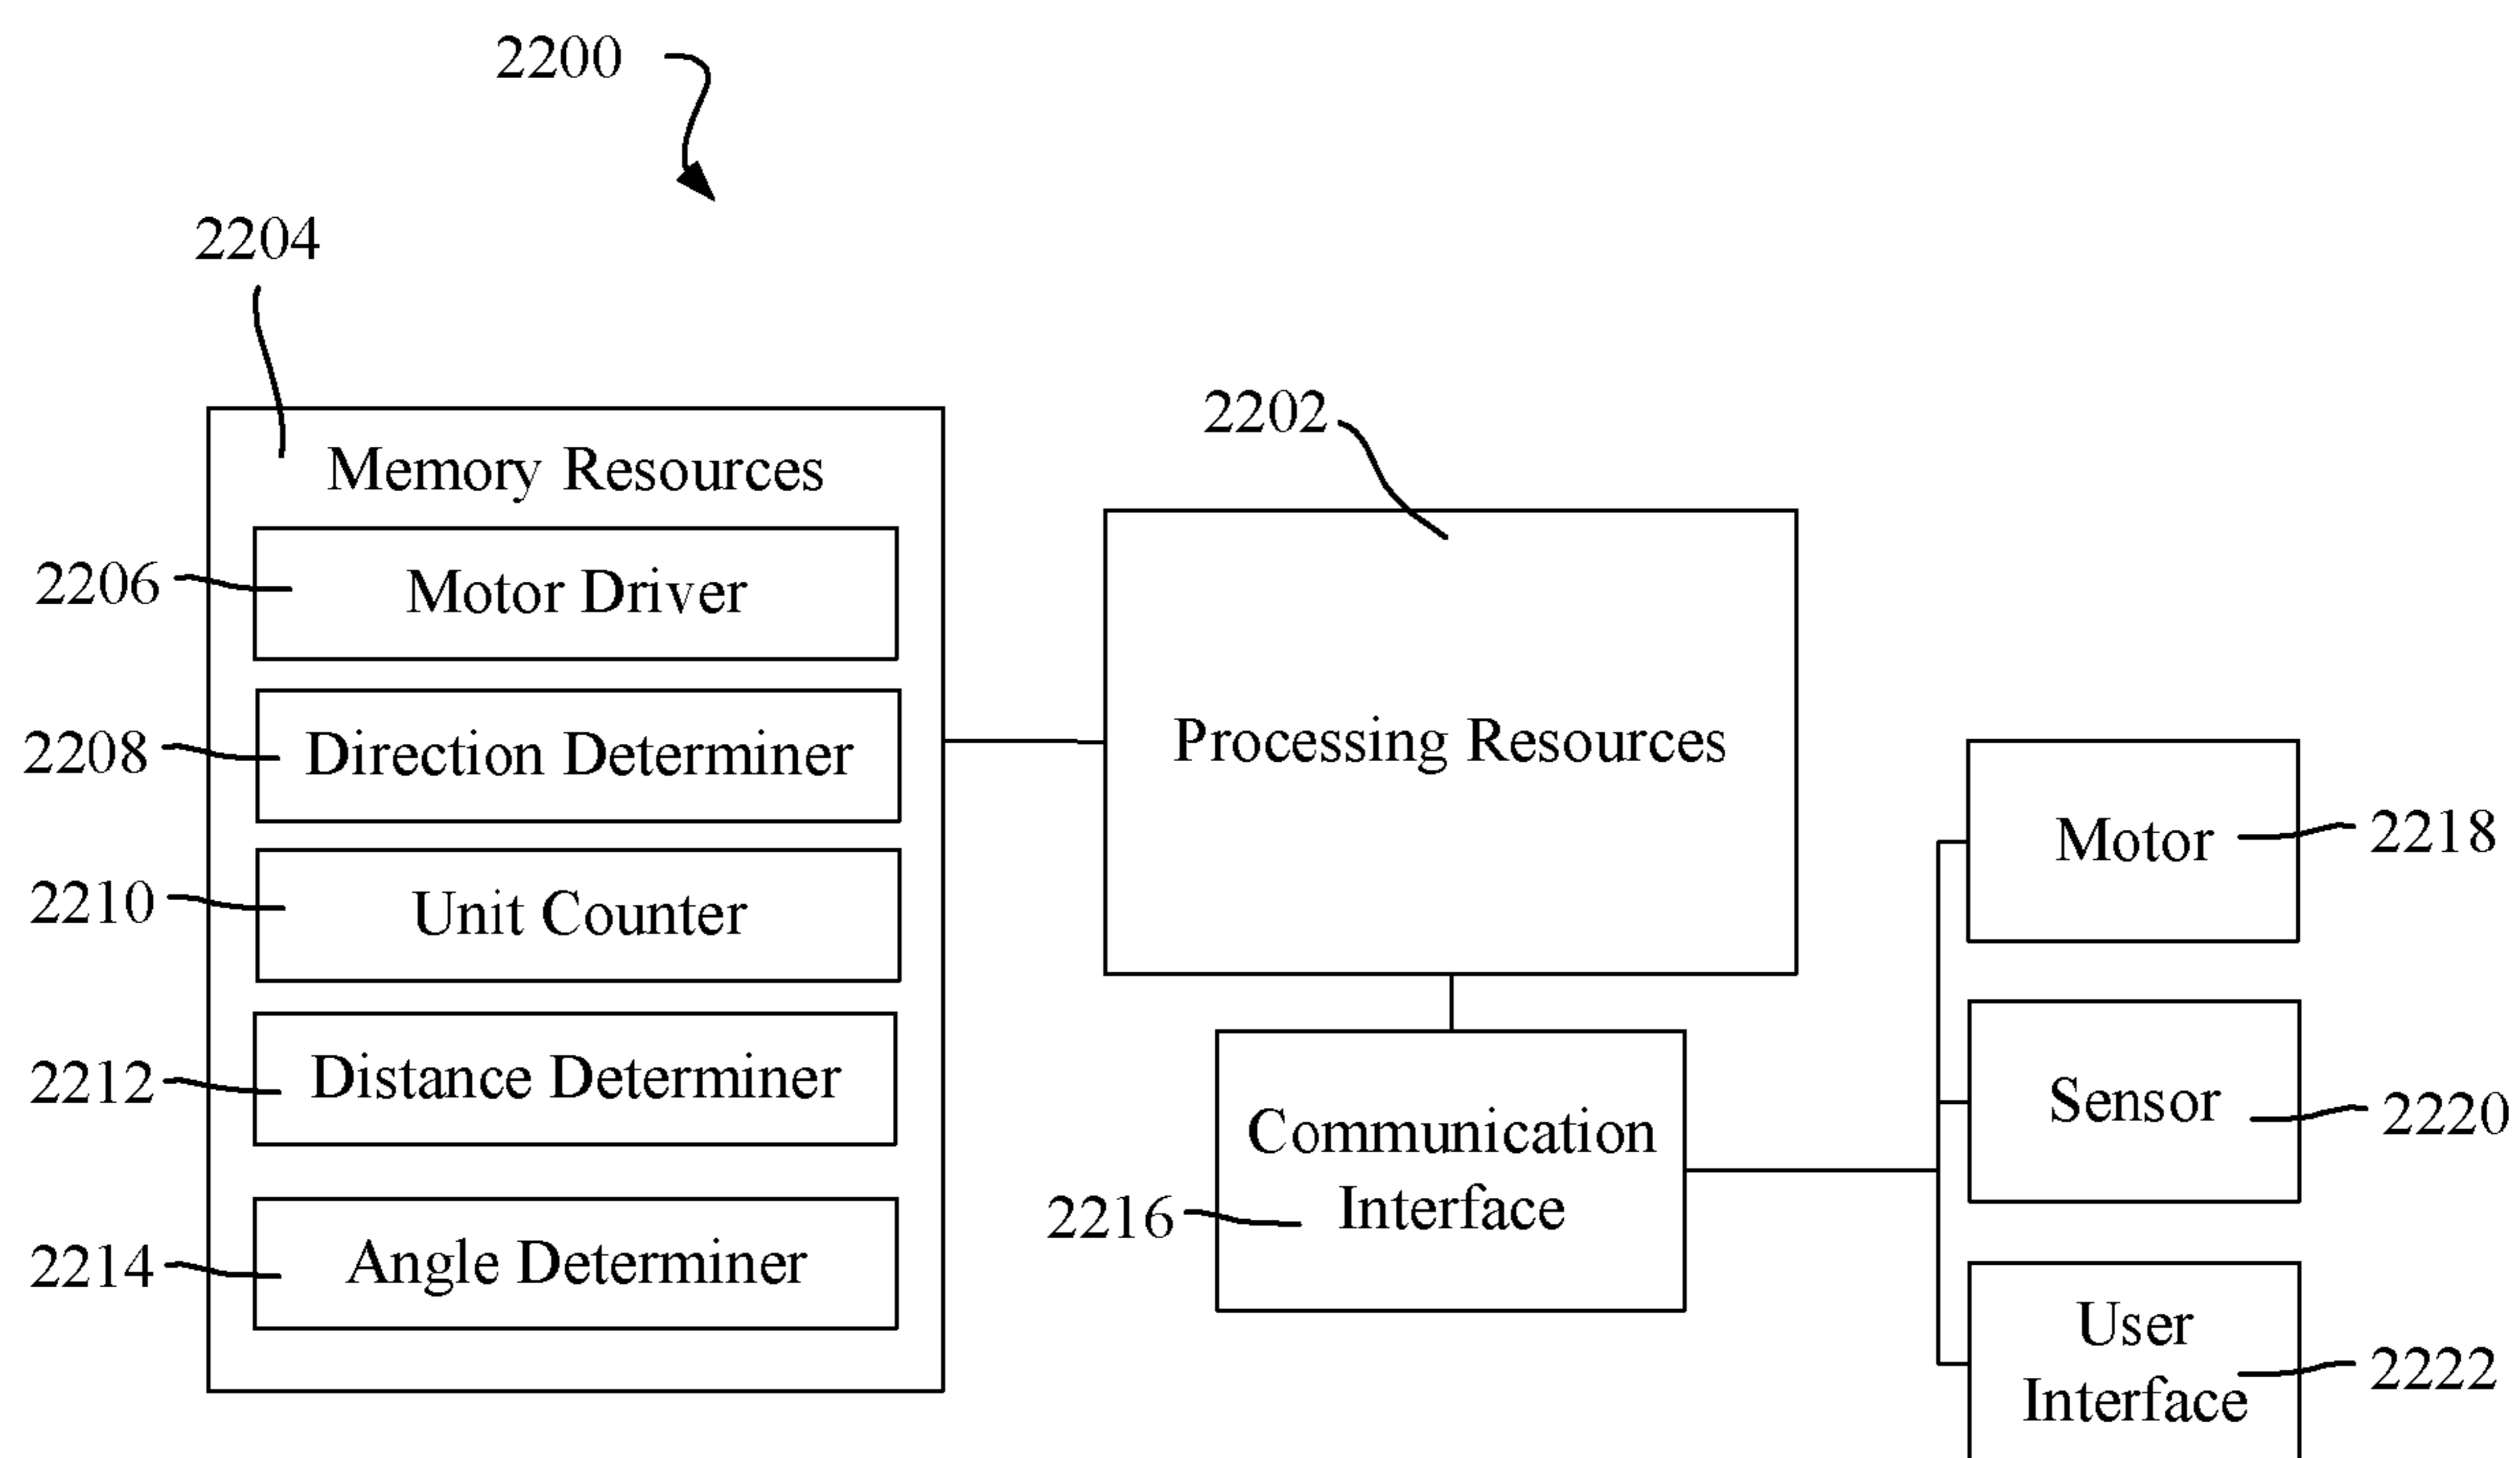 2200
2204
2202
Memory Resources
2206
Motor Driver
2208
Direction Determiner
2210
Unit Counter
2212
Distance Determiner
2214
Angle Determiner
Processing Resources
Communication
Interface
2216
Motor
2218
Sensor
2220
User
Interface
2222